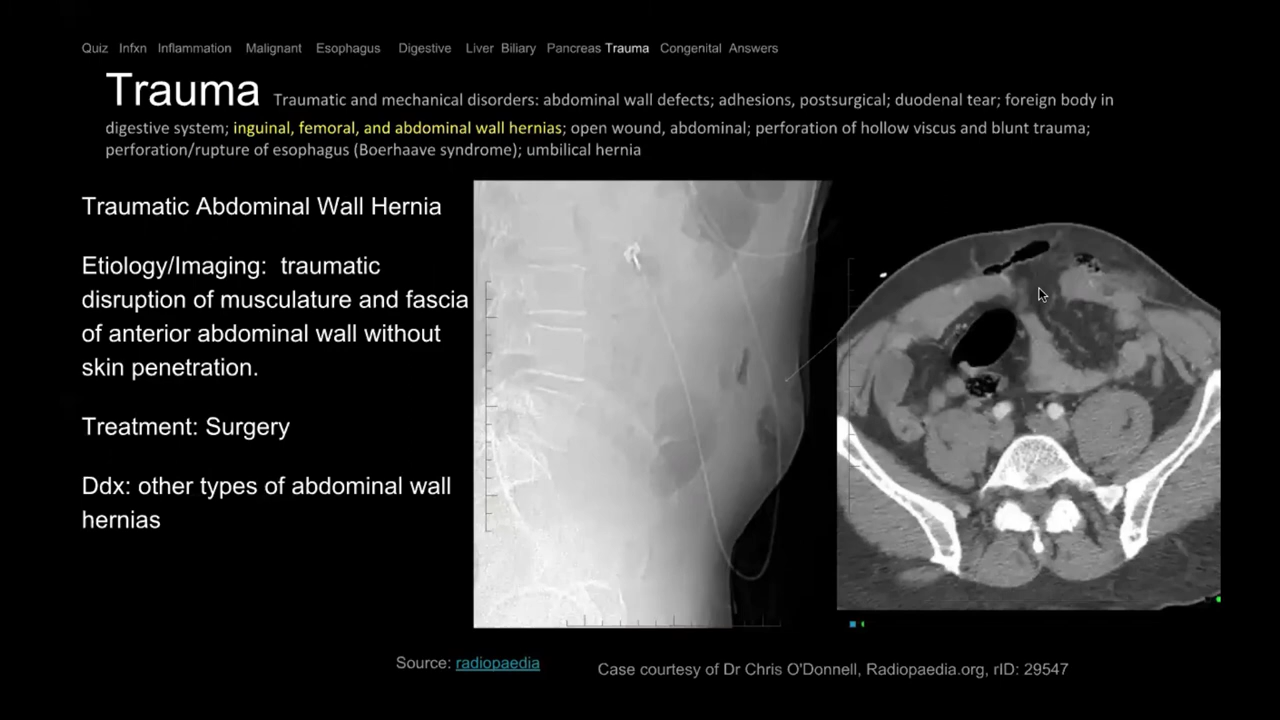 Quiz Infxn Inflammation Malignant Esophagus Digestive Liver Biliary Pancreas Trauma Congenital Answers
Trauma Traumatic and mechanical disorders: abdominal wall defects; adhesions, postsurgical; duodenal tear; foreign body in
digestive system; inguinal, femoral, and abdominal wall hernias; open wound, abdominal; perforation of hollow viscus and blunt trauma;
perforation/rupture of esophagus (Boerhaave syndrome); umbilical hernia
Traumatic Abdominal Wall Hernia
Etiology/Imaging: traumatic
disruption of musculature and fascia
of anterior abdominal wall without
skin penetration.
Treatment: Surgery
Ddx: other types of abdominal wall
hernias
Source: radiopaedia
Case courtesy of Dr Chris O'Donnell, Radiopaedia.org, rID: 29547